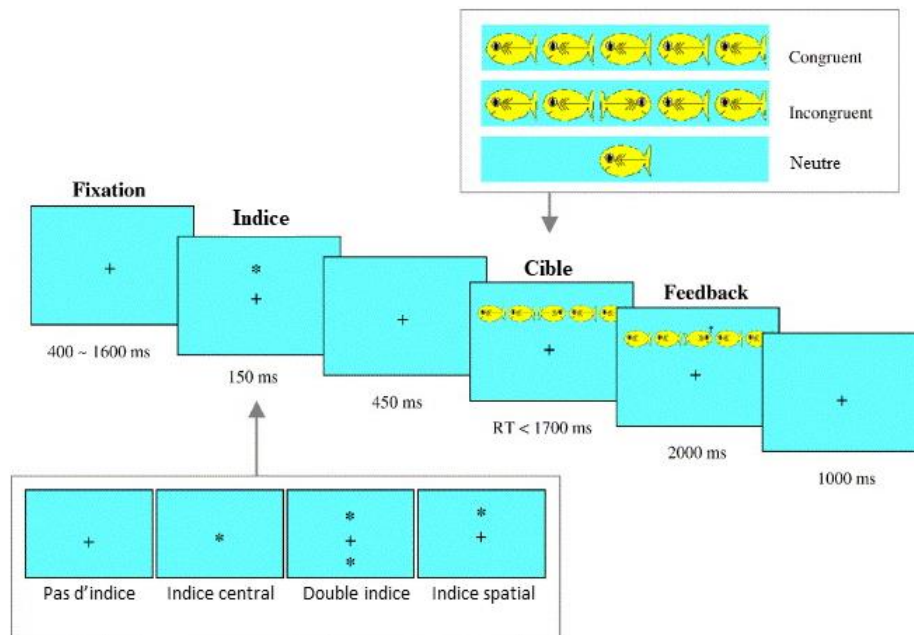 Congruent
Incongruent
Neutre
Fixation
Indice
Cible
Feedback
400 ~ 1600 ms
150 ms
450 ms
RT < 1700 ms
2000 ms
1000 ms
Pas d'indice
Indice central
Double indice
Indice spatial